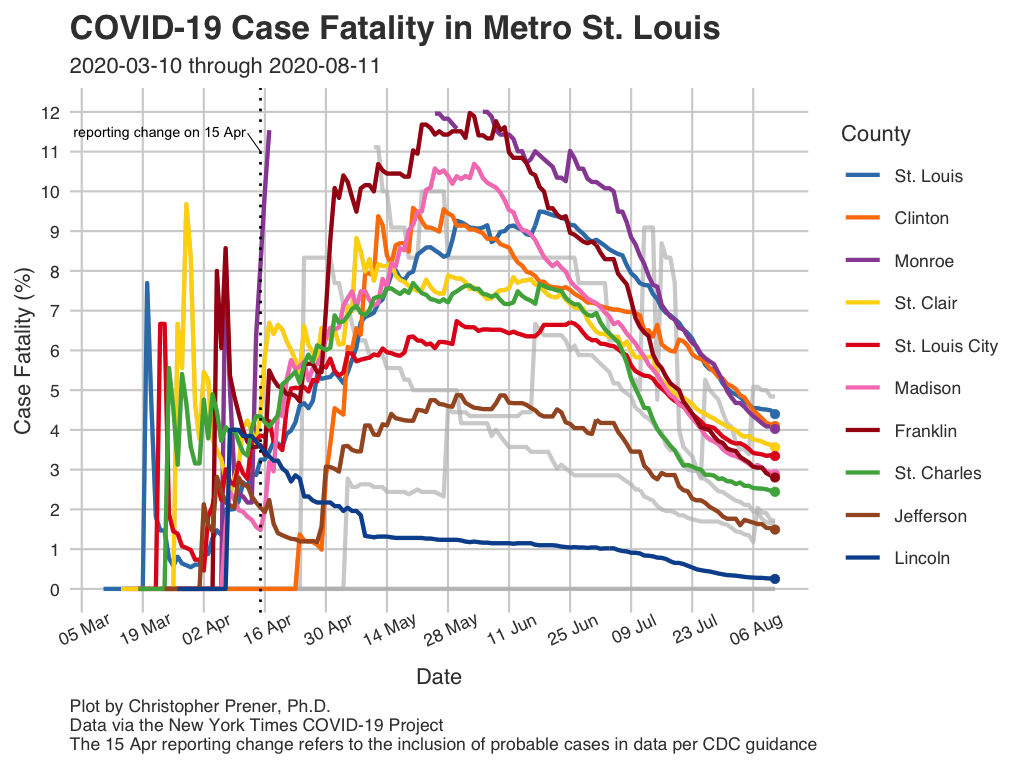 COVID-19 Case Fatality in Metro St. Louis
2020-03-10 through 2020-08-11
12
11
10
9
8
7
6
5
4
3
2
1
0
Case Fatality (%)
reporting change on 15 Apr
05 Mar
19 Mar
02 Apr
16 Apr
30 Apr
14 May
28 May
11 Jun
25 Jun
09 Jul
23 Jul
06 Aug
Date
County
St. Louis
Clinton
Monroe
St. Clair
St. Louis City
Madison
Franklin
St. Charles
Jefferson
Lincoln
Plot by Christopher Prener, Ph.D.
Data via the New York Times COVID-19 Project
The 15 Apr reporting change refers to the inclusion of probable cases in data per CDC guidance